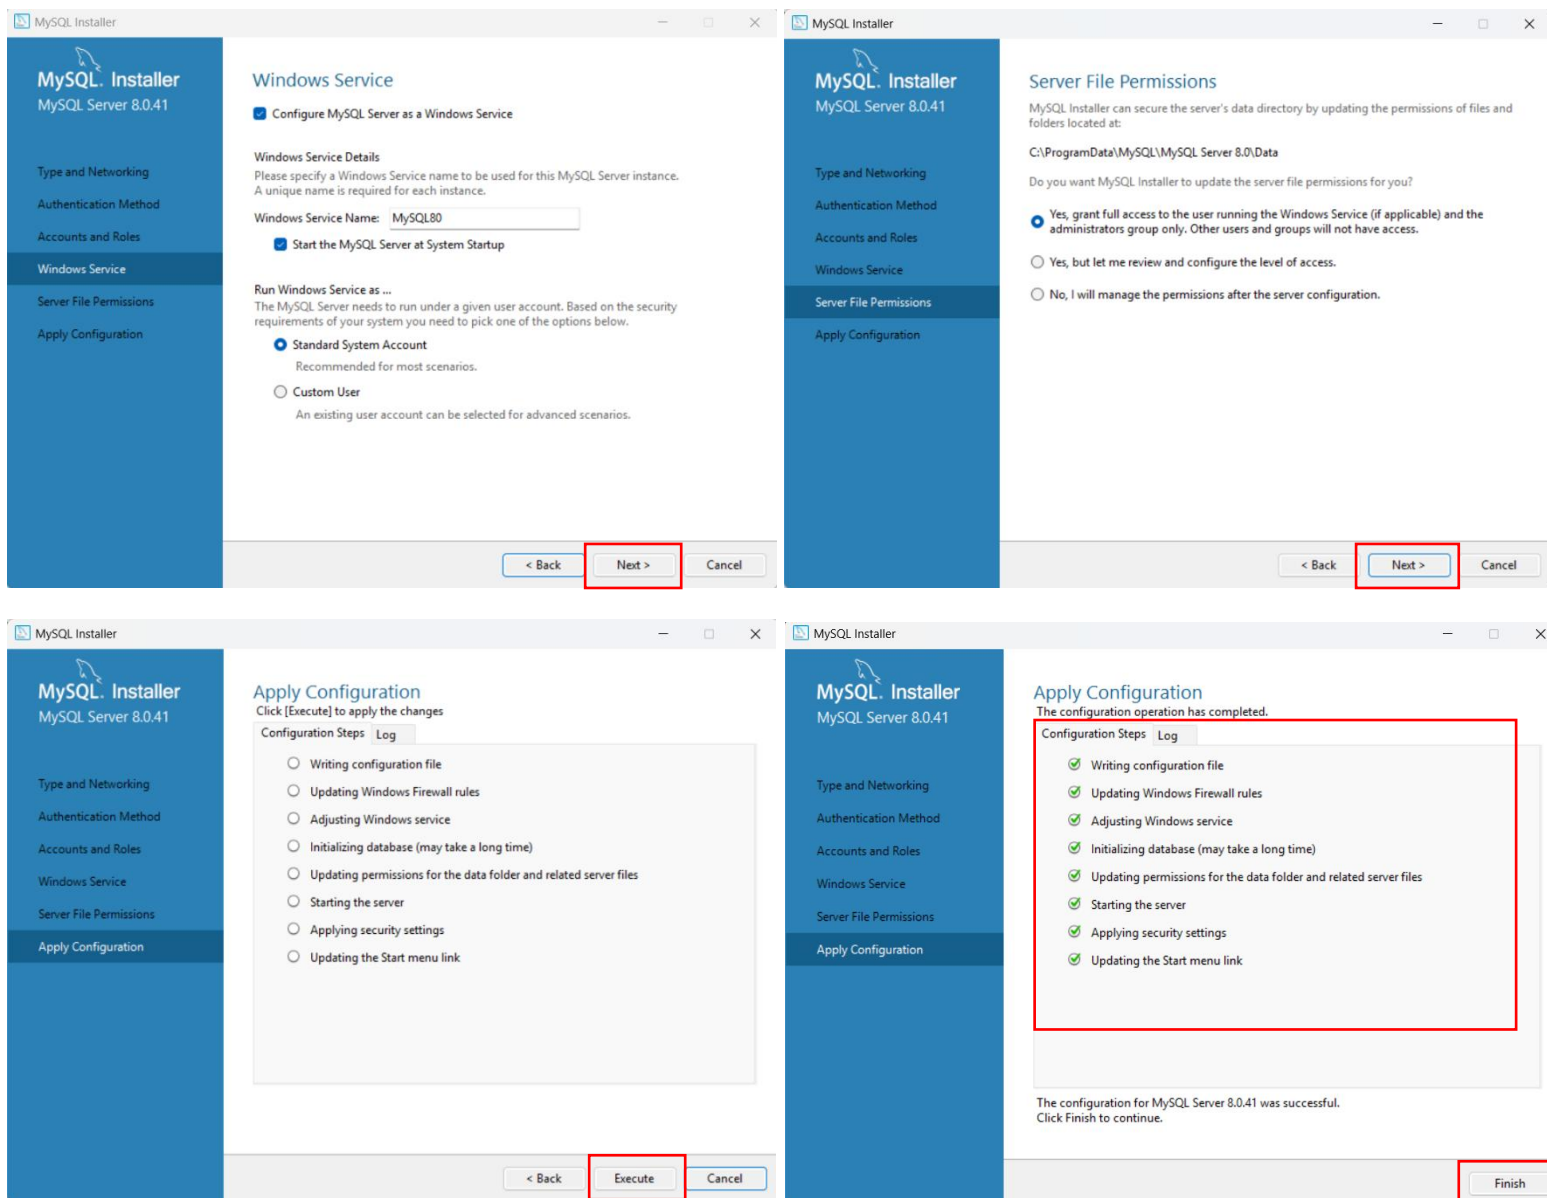 MySQL Installer
MySQL. Installer
MySQL Server 8.0.41
Type and Networking
Authentication Method
Accounts and Roles
Windows Service
Server File Permissions
Apply Configuration
Windows Service
Configure MySQL Server as a Windows Service
Windows Service Details
Please specify a Windows Service name to be used for this MySQL Server instance.
A unique name is required for each instance.
Windows Service Name: MySQL80
Start the MySQL Server at System Startup
Run Windows Service as ...
The MySQL Server needs to run under a given user account. Based on the security
requirements of your system you need to pick one of the options below.
Standard System Account
Recommended for most scenarios.
Custom User
An existing user account can be selected for advanced scenarios.
< Back Next > Cancel
MySQL Installer
MySQL. Installer
MySQL Server 8.0.41
Type and Networking
Authentication Method
Accounts and Roles
Windows Service
Server File Permissions
Apply Configuration
Server File Permissions
MySQL Installer can secure the server's data directory by updating the permissions of files and
folders located at:
C:\ProgramData\MySQL\MySQL Server 8.0\Data
Do you want MySQL Installer to update the server file permissions for you?
Yes, grant full access to the user running the Windows Service (if applicable) and the
administrators group only. Other users and groups will not have access.
Yes, but let me review and configure the level of access.
No, I will manage the permissions after the server configuration.
< Back Next > Cancel
MySQL Installer
MySQL. Installer
MySQL Server 8.0.41
Type and Networking
Authentication Method
Accounts and Roles
Windows Service
Server File Permissions
Apply Configuration
Apply Configuration
Click [Execute] to apply the changes
Configuration Steps Log
Writing configuration file
Updating Windows Firewall rules
Adjusting Windows service
Initializing database (may take a long time)
Updating permissions for the data folder and related server files
Starting the server
Applying security settings
Updating the Start menu link
< Back Execute Cancel
MySQL Installer
MySQL. Installer
MySQL Server 8.0.41
Type and Networking
Authentication Method
Accounts and Roles
Windows Service
Server File Permissions
Apply Configuration
Apply Configuration
The configuration operation has completed.
Configuration Steps Log
Writing configuration file
Updating Windows Firewall rules
Adjusting Windows service
Initializing database (may take a long time)
Updating permissions for the data folder and related server files
Starting the server
Applying security settings
Updating the Start menu link
The configuration for MySQL Server 8.0.41 was successful.
Click Finish to continue.
Finish